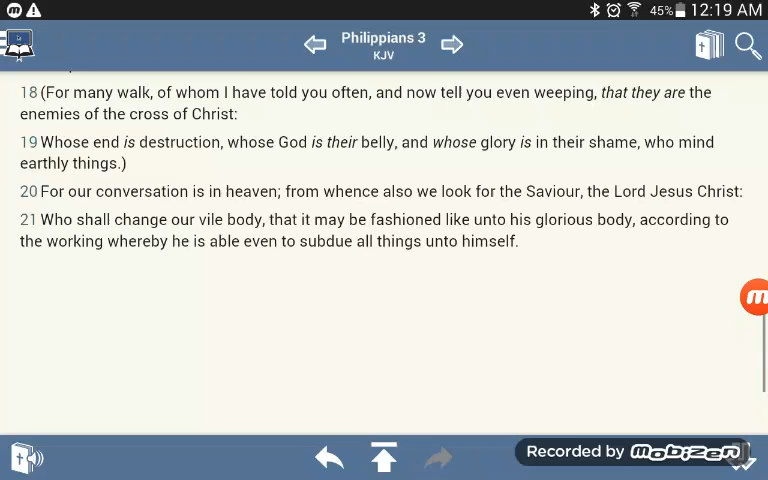 45% 12:19 AM
Philippians 3
KJV
18 (For many walk, of whom I have told you often, and now tell you even weeping, that they are the
enemies of the cross of Christ:
19 Whose end is destruction, whose God is their belly, and whose glory is in their shame, who mind
earthly things.)
20 For our conversation is in heaven; from whence also we look for the Saviour, the Lord Jesus Christ:
21 Who shall change our vile body, that it may be fashioned like unto his glorious body, according to
the working whereby he is able even to subdue all things unto himself.
Recorded by mobizen